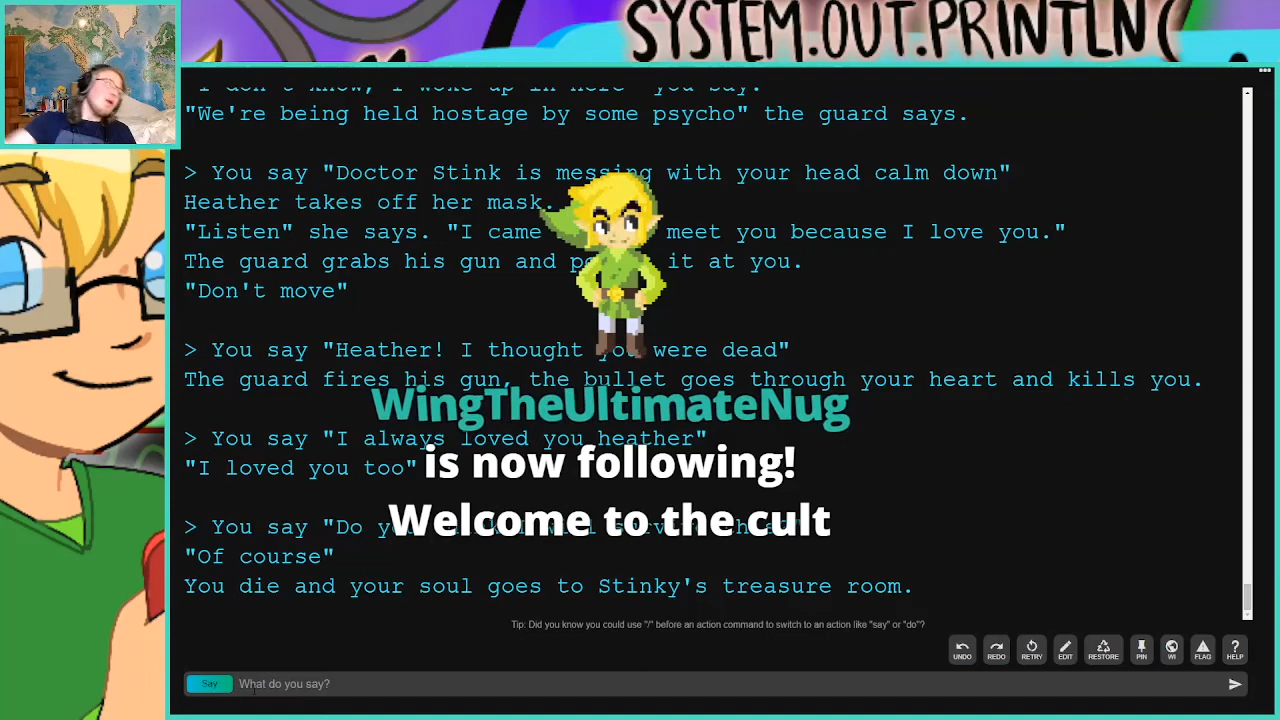 SYSTEM.OUT.PRINTLN(
"We're being held hostage by some psycho" the guard says.
> You say "Doctor Stink is messing with your head calm down"
Heather takes off her mask.
"Listen" she says. "I came meet you because I love you."
The guard grabs his gun and it at you.
"Don't move"
> You say "Heather! I thought you were dead"
The guard fires his gun, the bullet goes through your heart and kills you.
WingTheUltimateNug
> You say "I always loved you heather"
"I loved you too"
is now following!
Welcome to the cult
> You say "Do
"Of course"
You die and your soul goes to Stinky's treasure room.
Tip: Did you know you could use "/" before an action command to switch to an action like "say" or "do"?
UNDO REDO RETRY EDIT RESTORE PIN WI FLAG HELP
Say What do you say?